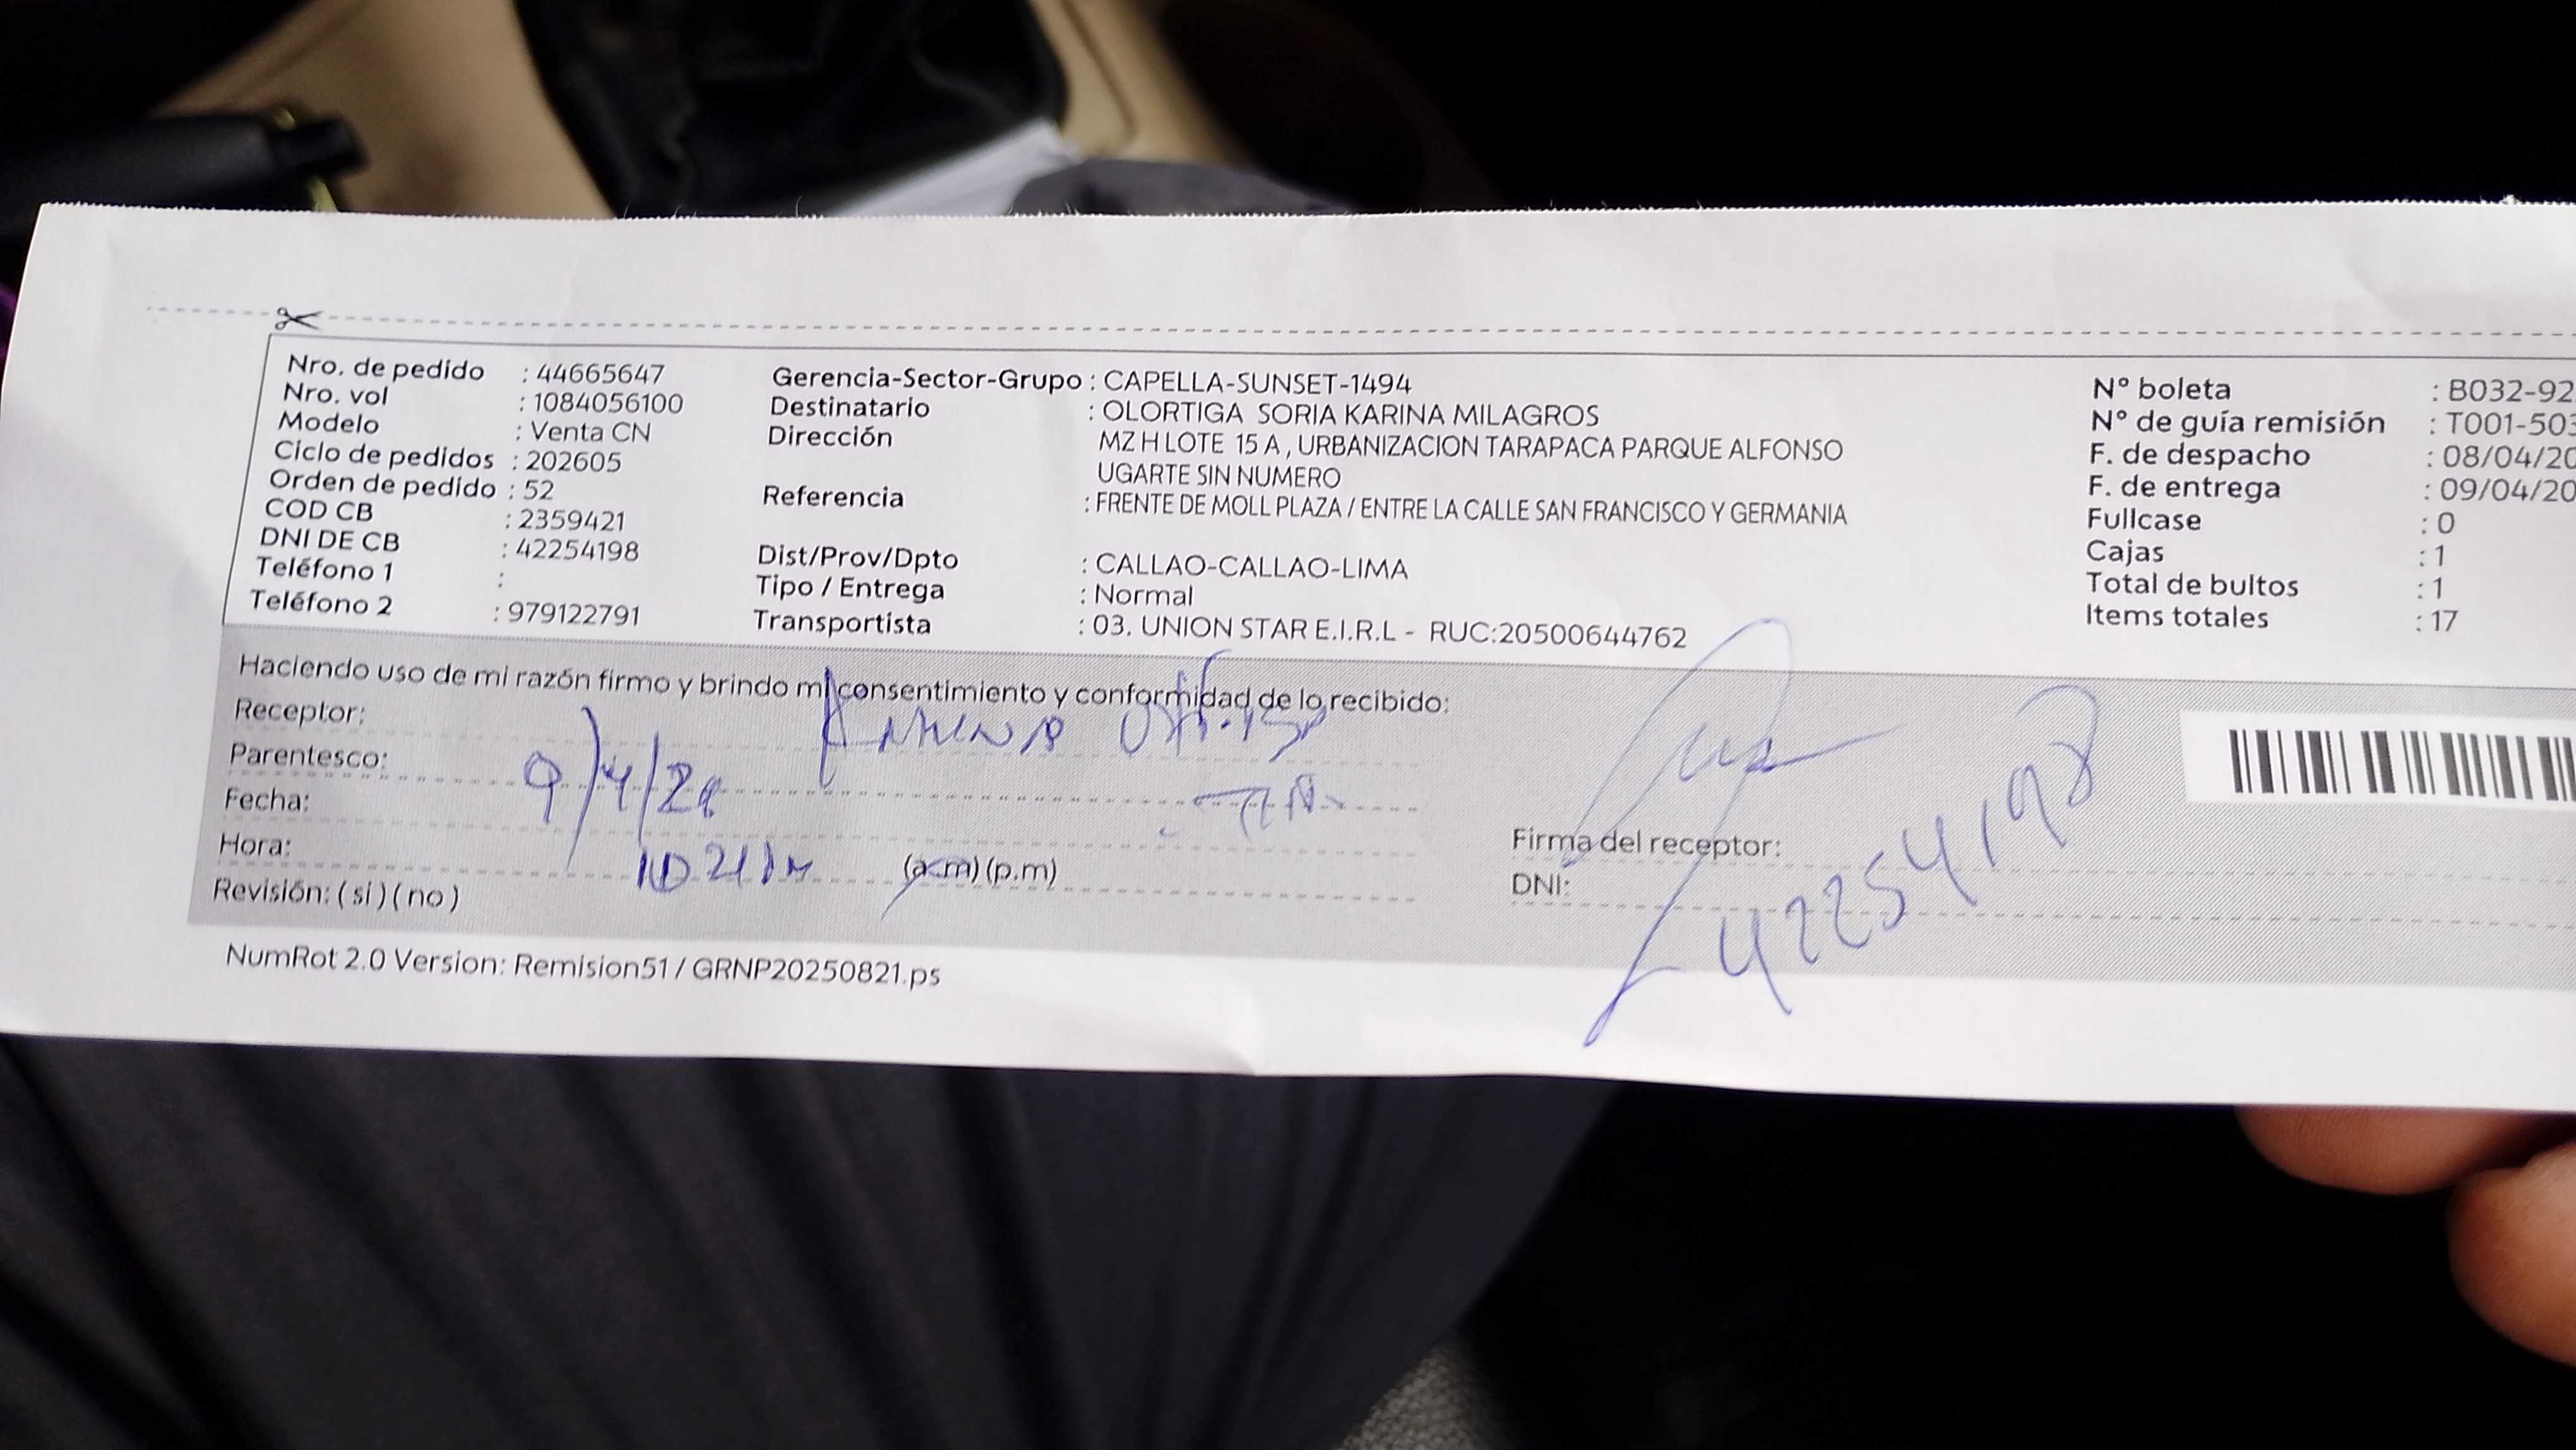 Nro. de pedido : 44665647
Nro. vol : 1084056100
Modelo : Venta CN
Ciclo de pedidos : 202605
Orden de pedido : 52
COD CB : 2359421
DNI DE CB : 42254198
Teléfono 1 :
Teléfono 2 : 979122791
Gerencia-Sector-Grupo : CAPELLA-SUNSET-1494
Destinatario : OLORTIGA SORIA KARINA MILAGROS
Dirección MZ H LOTE 15 A , URBANIZACION TARAPACA PARQUE ALFONSO
UGARTE SIN NUMERO
Referencia : FRENTE DE MOLL PLAZA / ENTRE LA CALLE SAN FRANCISCO Y GERMANIA
Dist/Prov/Dpto : CALLAO-CALLAO-LIMA
Tipo / Entrega : Normal
Transportista : 03. UNION STAR E.I.R.L - RUC:20500644762
N° boleta : B032-92
N° de guía remisión : T001-503
F. de despacho : 08/04/20
F. de entrega : 09/04/20
Fullcase : 0
Cajas : 1
Total de bultos : 1
Items totales : 17
Haciendo uso de mi razón firmo y brindo mi consentimiento y conformidad de lo recibido:
Receptor:
Parentesco:
Fecha: 9/4/26
Hora: (a.m) (p.m)
Revisión: ( si ) ( no )
Firma del receptor:
DNI: 42254198
NumRot 2.0 Version: Remision51 / GRNP20250821.ps